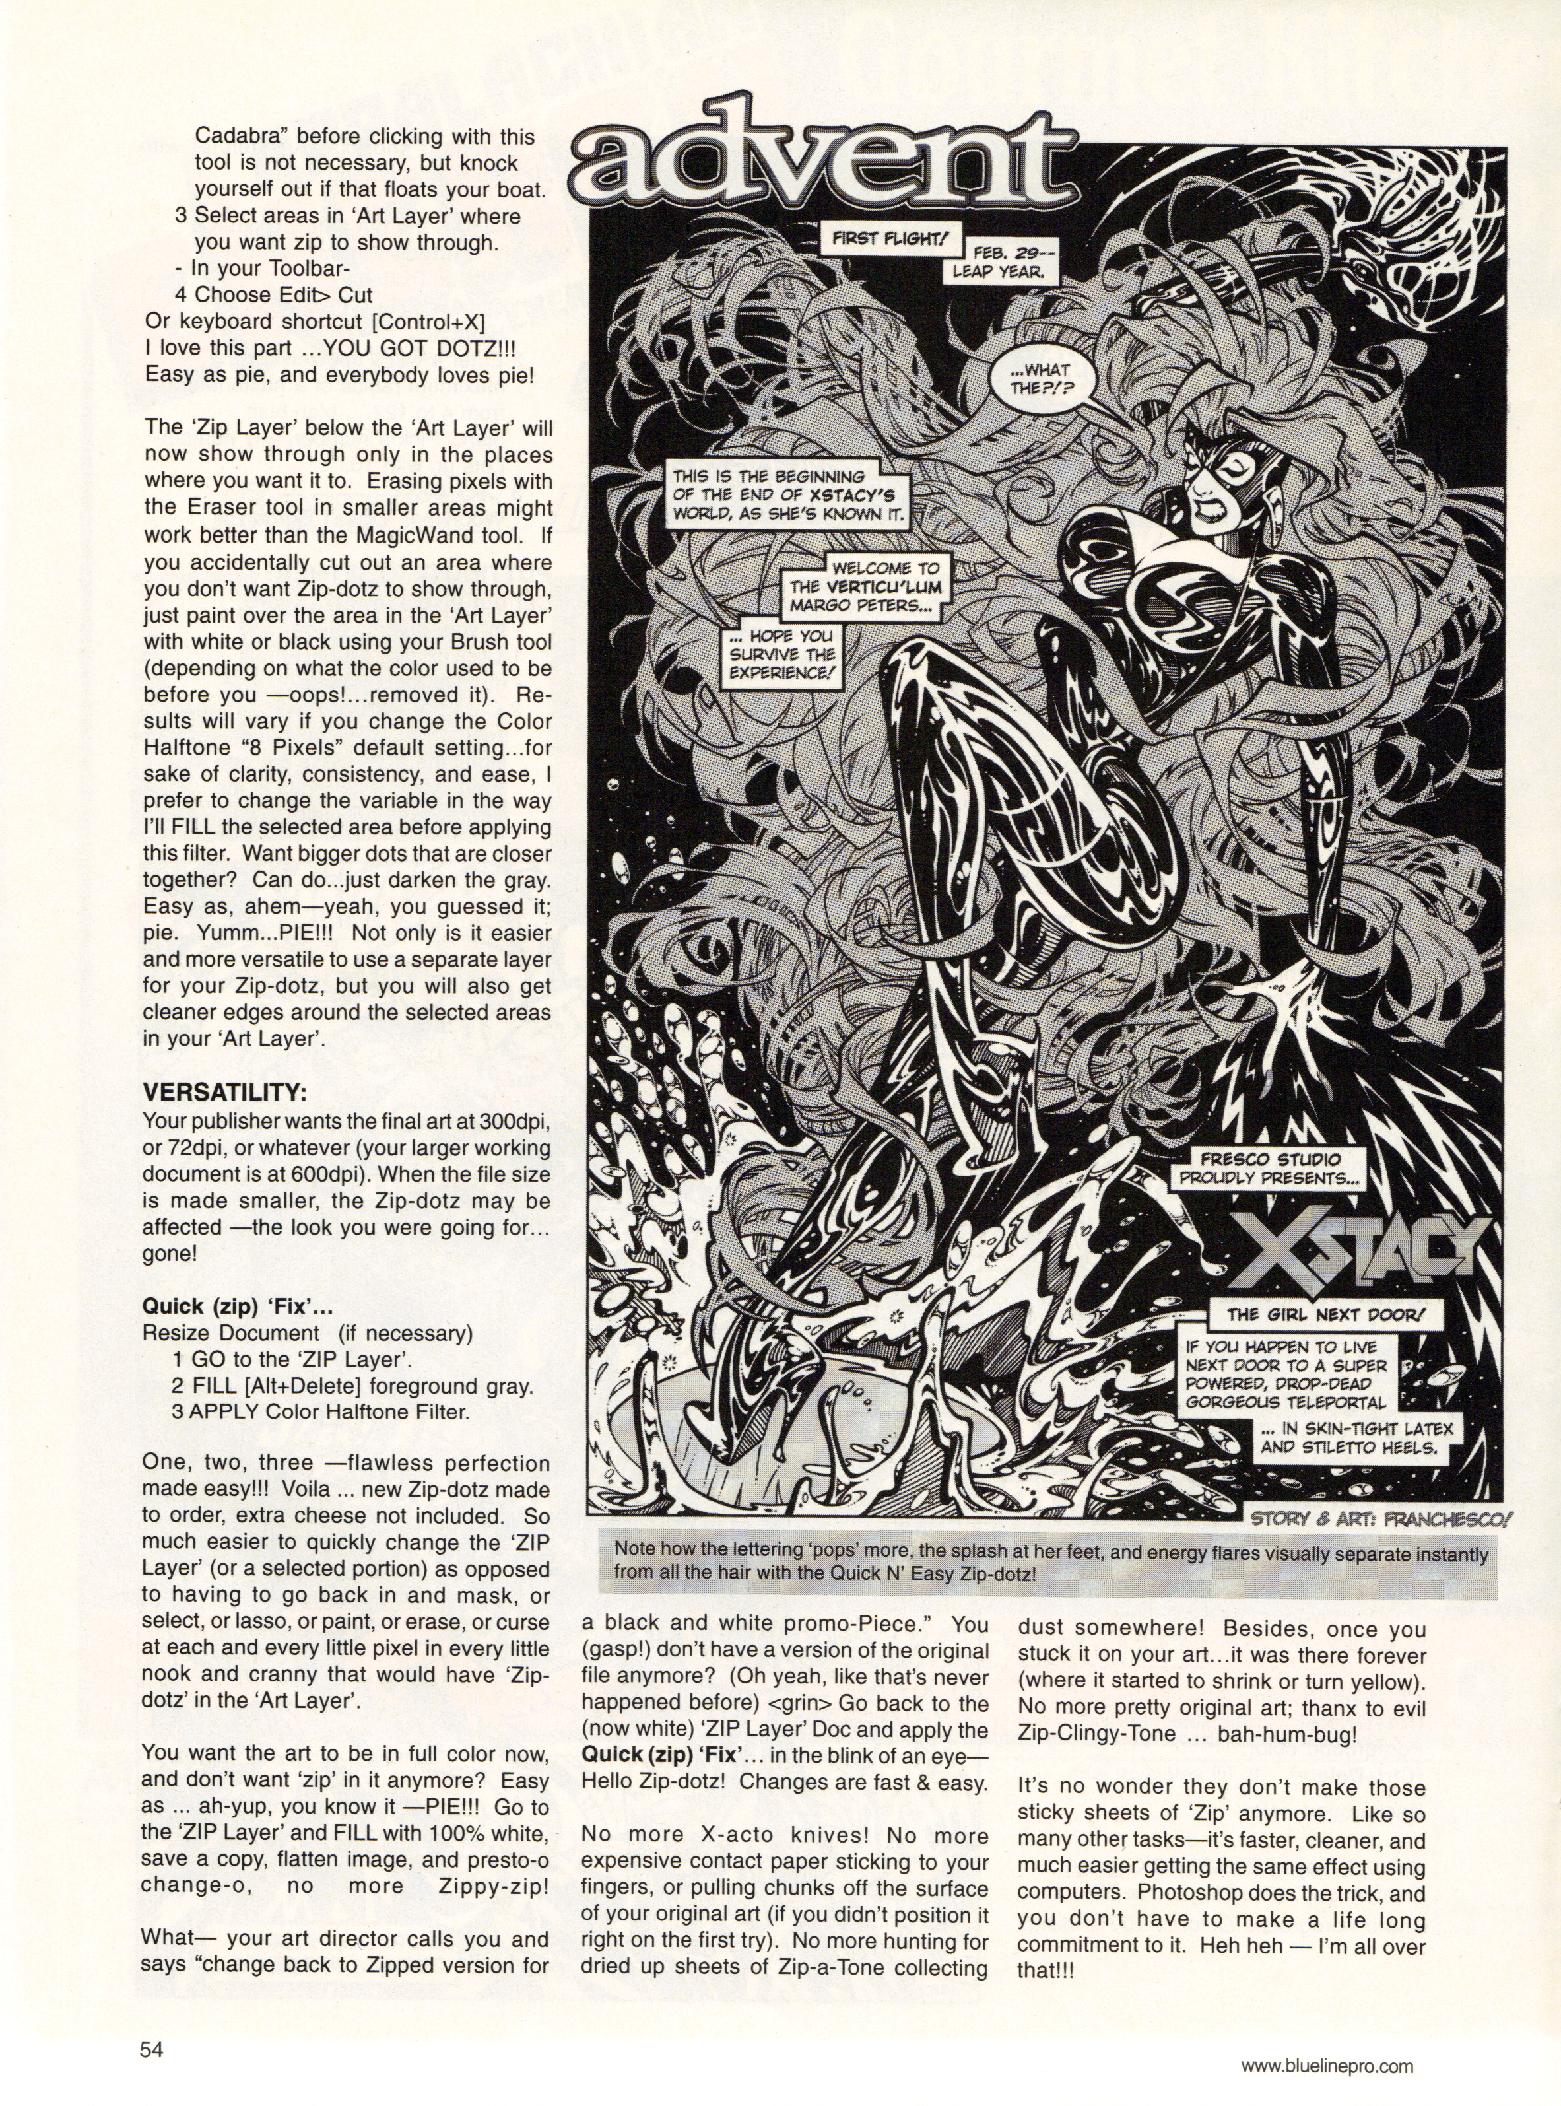 Cadabra” before clicking with this
tool is not necessary, but knock
yourself out if that floats your boat.
3 Select areas in ‘Art Layer’ where
you want zip to show through.
- In your Toolbar-
4 Choose Edit> Cut
Or keyboard shortcut [Control+X]
I love this part ...YOU GOT DOTZ!!!
Easy as pie, and everybody loves pie!
The ‘Zip Layer’ below the ‘Art Layer’ will
now show through only in the places
where you want it to. Erasing pixels with
the Eraser tool in smaller areas might
work better than the MagicWand tool. If
you accidentally cut out an area where
you don’t want Zip-dotz to show through,
just paint over the area in the ‘Art Layer’
with white or black using your Brush tool
(depending on what the color used to be
before you —oops!...removed it). Re-
sults will vary if you change the Color
Halftone “8 Pixels” default setting...for
sake of clarity, consistency, and ease, I
prefer to change the variable in the way
I’ll FILL the selected area before applying
this filter. Want bigger dots that are closer
together? Can do...just darken the gray.
Easy as, ahem—yeah, you guessed it;
pie. Yumm...PIE!!! Not only is it easier
and more versatile to use a separate layer
for your Zip-dotz, but you will also get
cleaner edges around the selected areas
in your ‘Art Layer’.
VERSATILITY:
Your publisher wants the final art at 300dpi,
or 72dpi, or whatever (your larger working
document is at 600dpi). When the file size
is made smaller, the Zip-dotz may be
affected —the look you were going for...
gone!
Quick (zip) ‘Fix’...
Resize Document (if necessary)
1 GO to the ‘ZIP Layer’.
2 FILL [Alt+Delete] foreground gray.
3 APPLY Color Halftone Filter.
One, two, three —flawless perfection
made easy!!! Voila ... new Zip-dotz made
to order, extra cheese not included. So
much easier to quickly change the ‘ZIP
Layer’ (or a selected portion) as opposed
to having to go back in and mask, or
select, or lasso, or paint, or erase, or curse
at each and every little pixel in every little
nook and cranny that would have ‘Zip-
dotz’ in the ‘Art Layer’.
You want the art to be in full color now,
and don’t want ‘zip’ in it anymore? Easy
as ... ah-yup, you know it —PIE!!! Go to
the ‘ZIP Layer’ and FILL with 100% white,
save a copy, flatten image, and presto-o
change-o, no more Zippy-zip!
What— your art director calls you and
says “change back to Zipped version for
advent
FIRST FLIGHT!
FEB. 29--
LEAP YEAR.
...WHAT
THE?!?
THIS IS THE BEGINNING
OF THE END OF XSTACY'S
WORLD, AS SHE'S KNOWN IT.
WELCOME TO
THE VERTICU'LUM
MARGO PETERS...
... HOPE YOU
SURVIVE THE
EXPERIENCE!
FRESCO STUDIO
PROUDLY PRESENTS...
XSTACY
THE GIRL NEXT DOOR!
IF YOU HAPPEN TO LIVE
NEXT DOOR TO A SUPER
POWERED, DROP-DEAD
GORGEOUS TELEPORTAL
... IN SKIN-TIGHT LATEX
AND STILETTO HEELS.
STORY & ART: FRANCHESCO!
Note how the lettering ‘pops’ more, the splash at her feet, and energy flares visually separate instantly
from all the hair with the Quick N’ Easy Zip-dotz!
a black and white promo-Piece.” You
(gasp!) don’t have a version of the original
file anymore? (Oh yeah, like that’s never
happened before) <grin> Go back to the
(now white) ‘ZIP Layer’ Doc and apply the
Quick (zip) ‘Fix’... in the blink of an eye—
Hello Zip-dotz! Changes are fast & easy.
No more X-acto knives! No more
expensive contact paper sticking to your
fingers, or pulling chunks off the surface
of your original art (if you didn’t position it
right on the first try). No more hunting for
dried up sheets of Zip-a-Tone collecting
dust somewhere! Besides, once you
stuck it on your art...it was there forever
(where it started to shrink or turn yellow).
No more pretty original art; thanx to evil
Zip-Clingy-Tone ... bah-hum-bug!
It’s no wonder they don’t make those
sticky sheets of ‘Zip’ anymore. Like so
many other tasks—it’s faster, cleaner, and
much easier getting the same effect using
computers. Photoshop does the trick, and
you don’t have to make a life long
commitment to it. Heh heh — I’m all over
that!!!
54
www.bluelinepro.com